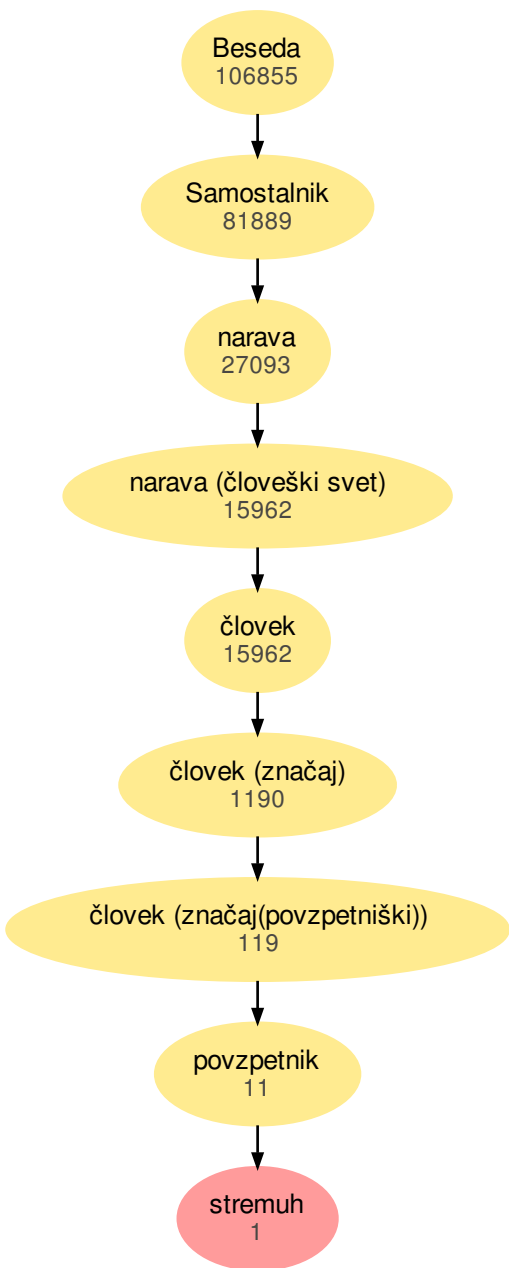 Beseda
106855
Samostalnik
81889
narava
27093
narava (človeški svet)
15962
človek
15962
človek (značaj)
1190
človek (značaj(povzpetniški))
119
povzpetnik
11
stremuh
1